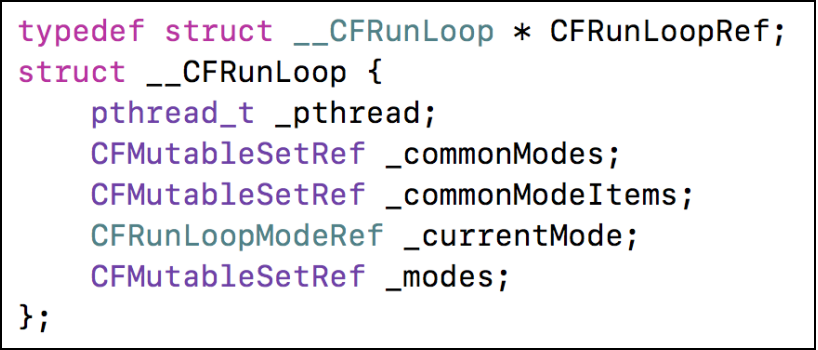 typedef struct __CFRunLoop * CFRunLoopRef;
struct __CFRunLoop {
    pthread_t _pthread;
    CFMutableSetRef _commonModes;
    CFMutableSetRef _commonModeItems;
    CFRunLoopModeRef _currentMode;
    CFMutableSetRef _modes;
};